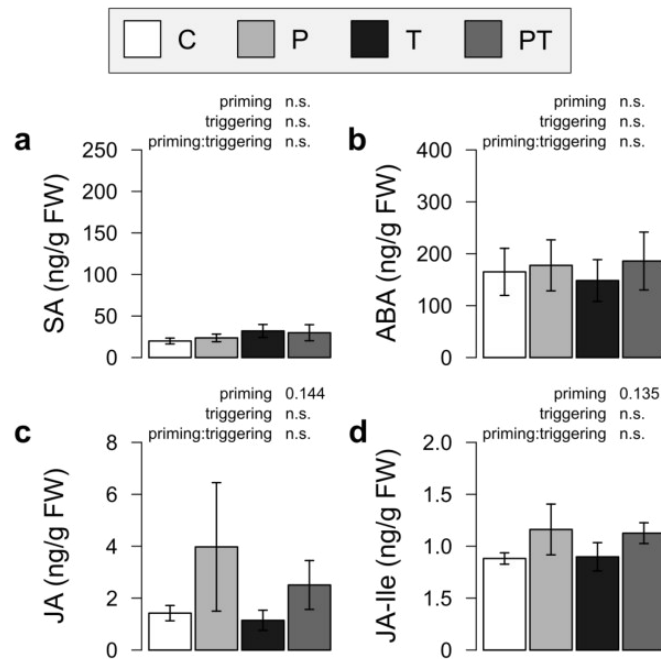 C P T PT
priming n.s.
triggering n.s.
priming:triggering n.s.
a
250
200
150
100
50
0
SA (ng/g FW)
priming n.s.
triggering n.s.
priming:triggering n.s.
b
400
300
200
100
0
ABA (ng/g FW)
priming 0.144
triggering n.s.
priming:triggering n.s.
c
8
6
4
2
0
JA (ng/g FW)
priming 0.135
triggering n.s.
priming:triggering n.s.
d
2.0
1.5
1.0
1.5
0
JA-Ile (ng/g FW)